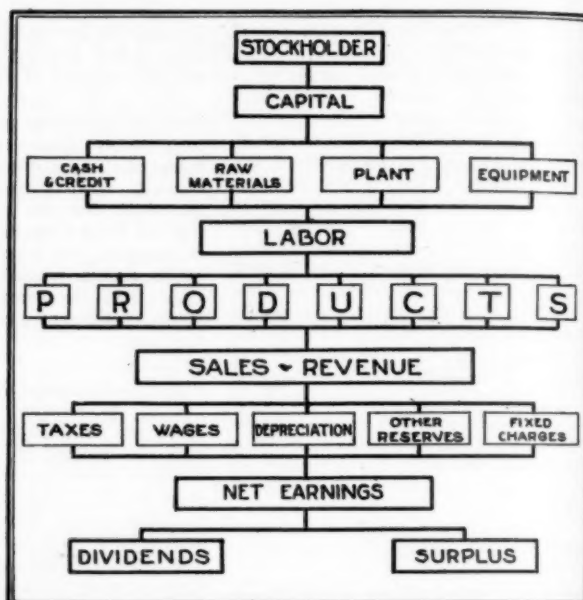 STOCKHOLDER
CAPITAL
CASH
& CREDIT
RAW
MATERIALS
PLANT
EQUIPMENT
LABOR
P R O D U C T S
SALES - REVENUE
TAXES
WAGES
DEPRECIATION
OTHER
RESERVES
FIXED
CHARGES
NET EARNINGS
DIVIDENDS
SURPLUS